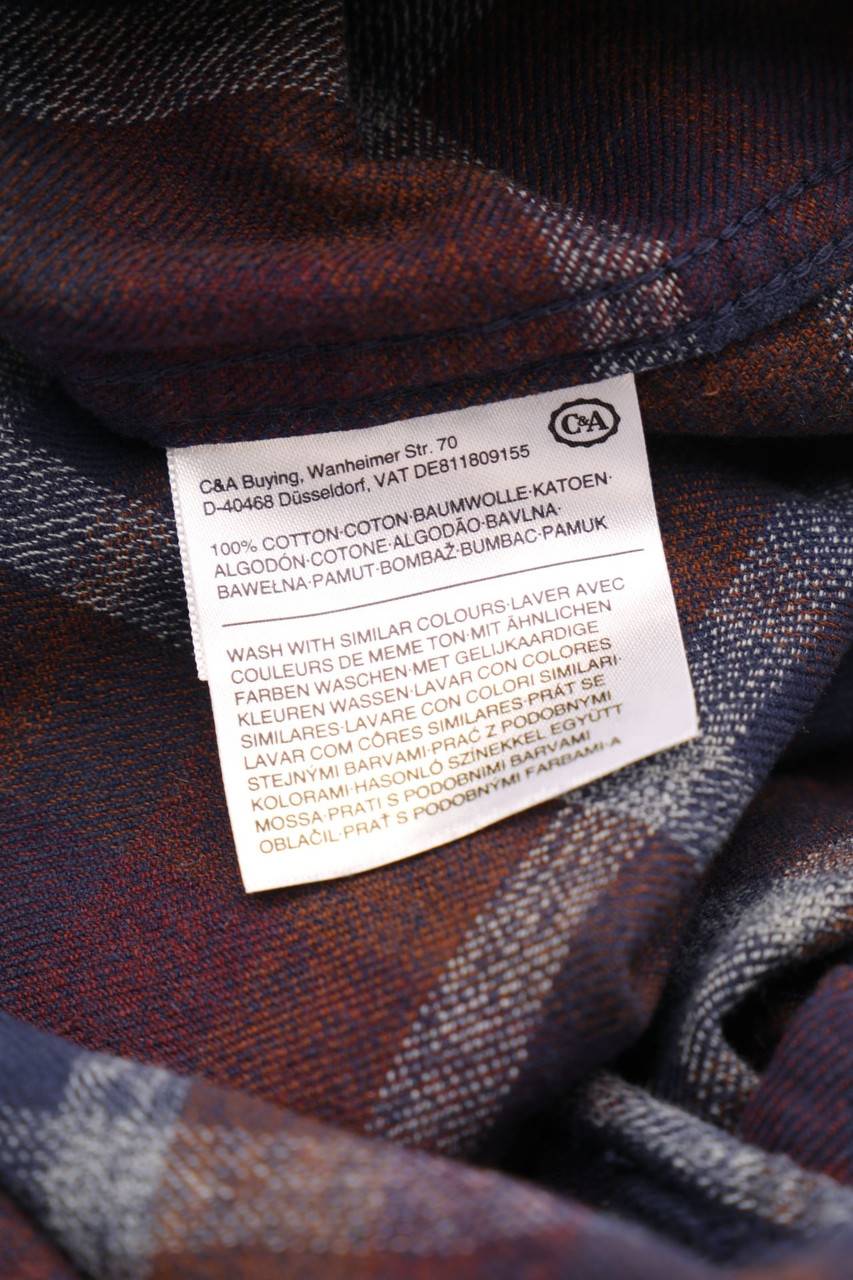 C&A
C&A Buying, Wanheimer Str. 70
D-40468 Düsseldorf, VAT DE811809155
100% COTTON·COTON·BAUMWOLLE·KATOEN·
ALGODÓN·COTONE·ALGODÃO·BAVLNA·
BAWEŁNA·PAMUT·BOMBAŽ·BUMBAC·PAMUK
WASH WITH SIMILAR COLOURS·LAVER AVEC
COULEURS DE MEME TON·MIT ÄHNLICHEN
FARBEN WASCHEN·MET GELIJKAARDIGE
KLEUREN WASSEN·LAVAR CON COLORES
SIMILARES·LAVARE CON COLORI SIMILARI·
LAVAR COM CÔRES SIMILARES·PRÁT SE
STEJNÝMI BARVAMI·PRAĆ Z PODOBNYMI
KOLORAMI·HASONLÓ SZÍNEKKEL EGYÜTT
MOSSA·PRATI S PODOBNIMI BARVAMI
OBLAČIL·PRAŤ S PODOBNÝMI FARBAMI·A